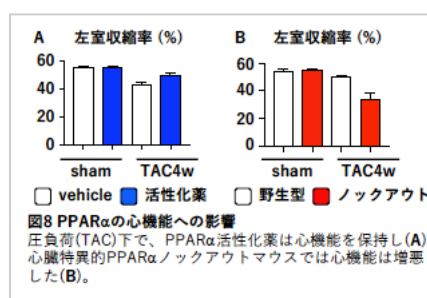 A 左室収縮率 (%) B 左室収縮率 (%)
60 60
40 40
20 20
0 0
sham TAC4w sham TAC4w
vehicle 活性化薬 野生型 ノックアウト
図8 PPARαの心機能への影響
圧負荷(TAC)下で、PPARα活性化薬は心機能を保持し(A)
心臓特異的PPARαノックアウトマウスでは心機能は増悪
した(B)。